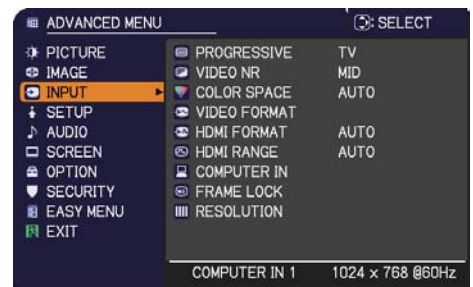 ADVANCED MENU
: SELECT
PICTURE
IMAGE
INPUT
SETUP
AUDIO
SCREEN
OPTION
SECURITY
EASY MENU
EXIT
PROGRESSIVE TV
VIDEO NR MID
COLOR SPACE AUTO
VIDEO FORMAT
HDMI FORMAT AUTO
HDMI RANGE AUTO
COMPUTER IN
FRAME LOCK
RESOLUTION
COMPUTER IN 1 1024 x 768 @60Hz